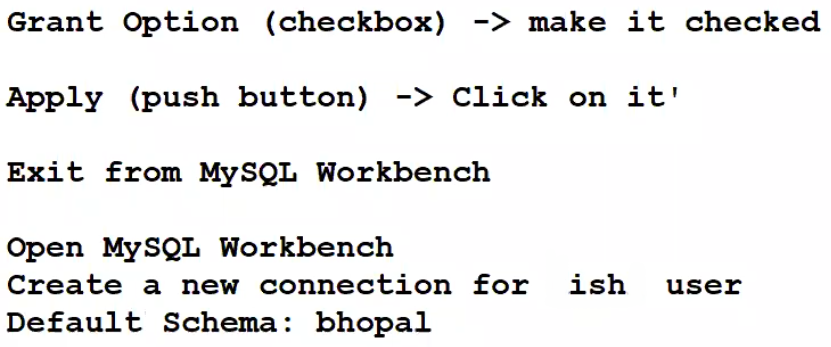 Grant Option (checkbox) -> make it checked
Apply (push button) -> Click on it'
Exit from MySQL Workbench
Open MySQL Workbench
Create a new connection for ish user
Default Schema: bhopal